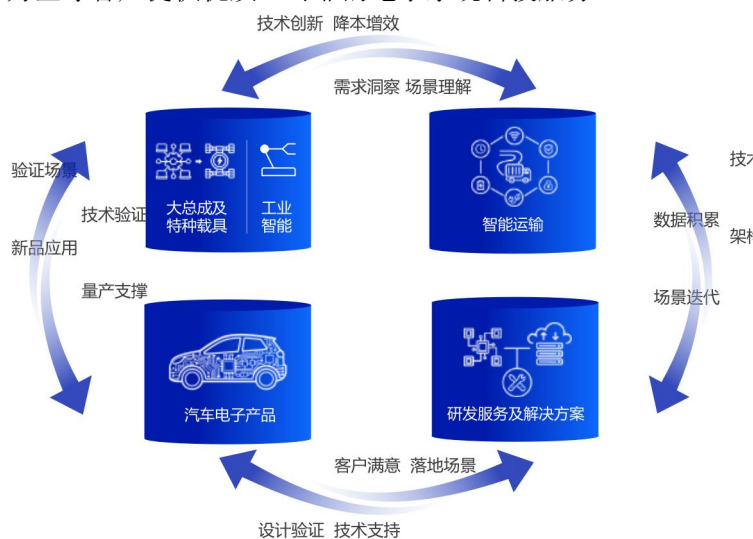 技术创新 降本增效
需求洞察 场景理解
大总成及
特种载具
工业
智能
智能运输
验证场景
新品应用
技术验证
量产支撑
数据积累
场景迭代
技
架
汽车电子产品
研发服务及解决方案
客户满意 落地场景
设计验证 技术支持